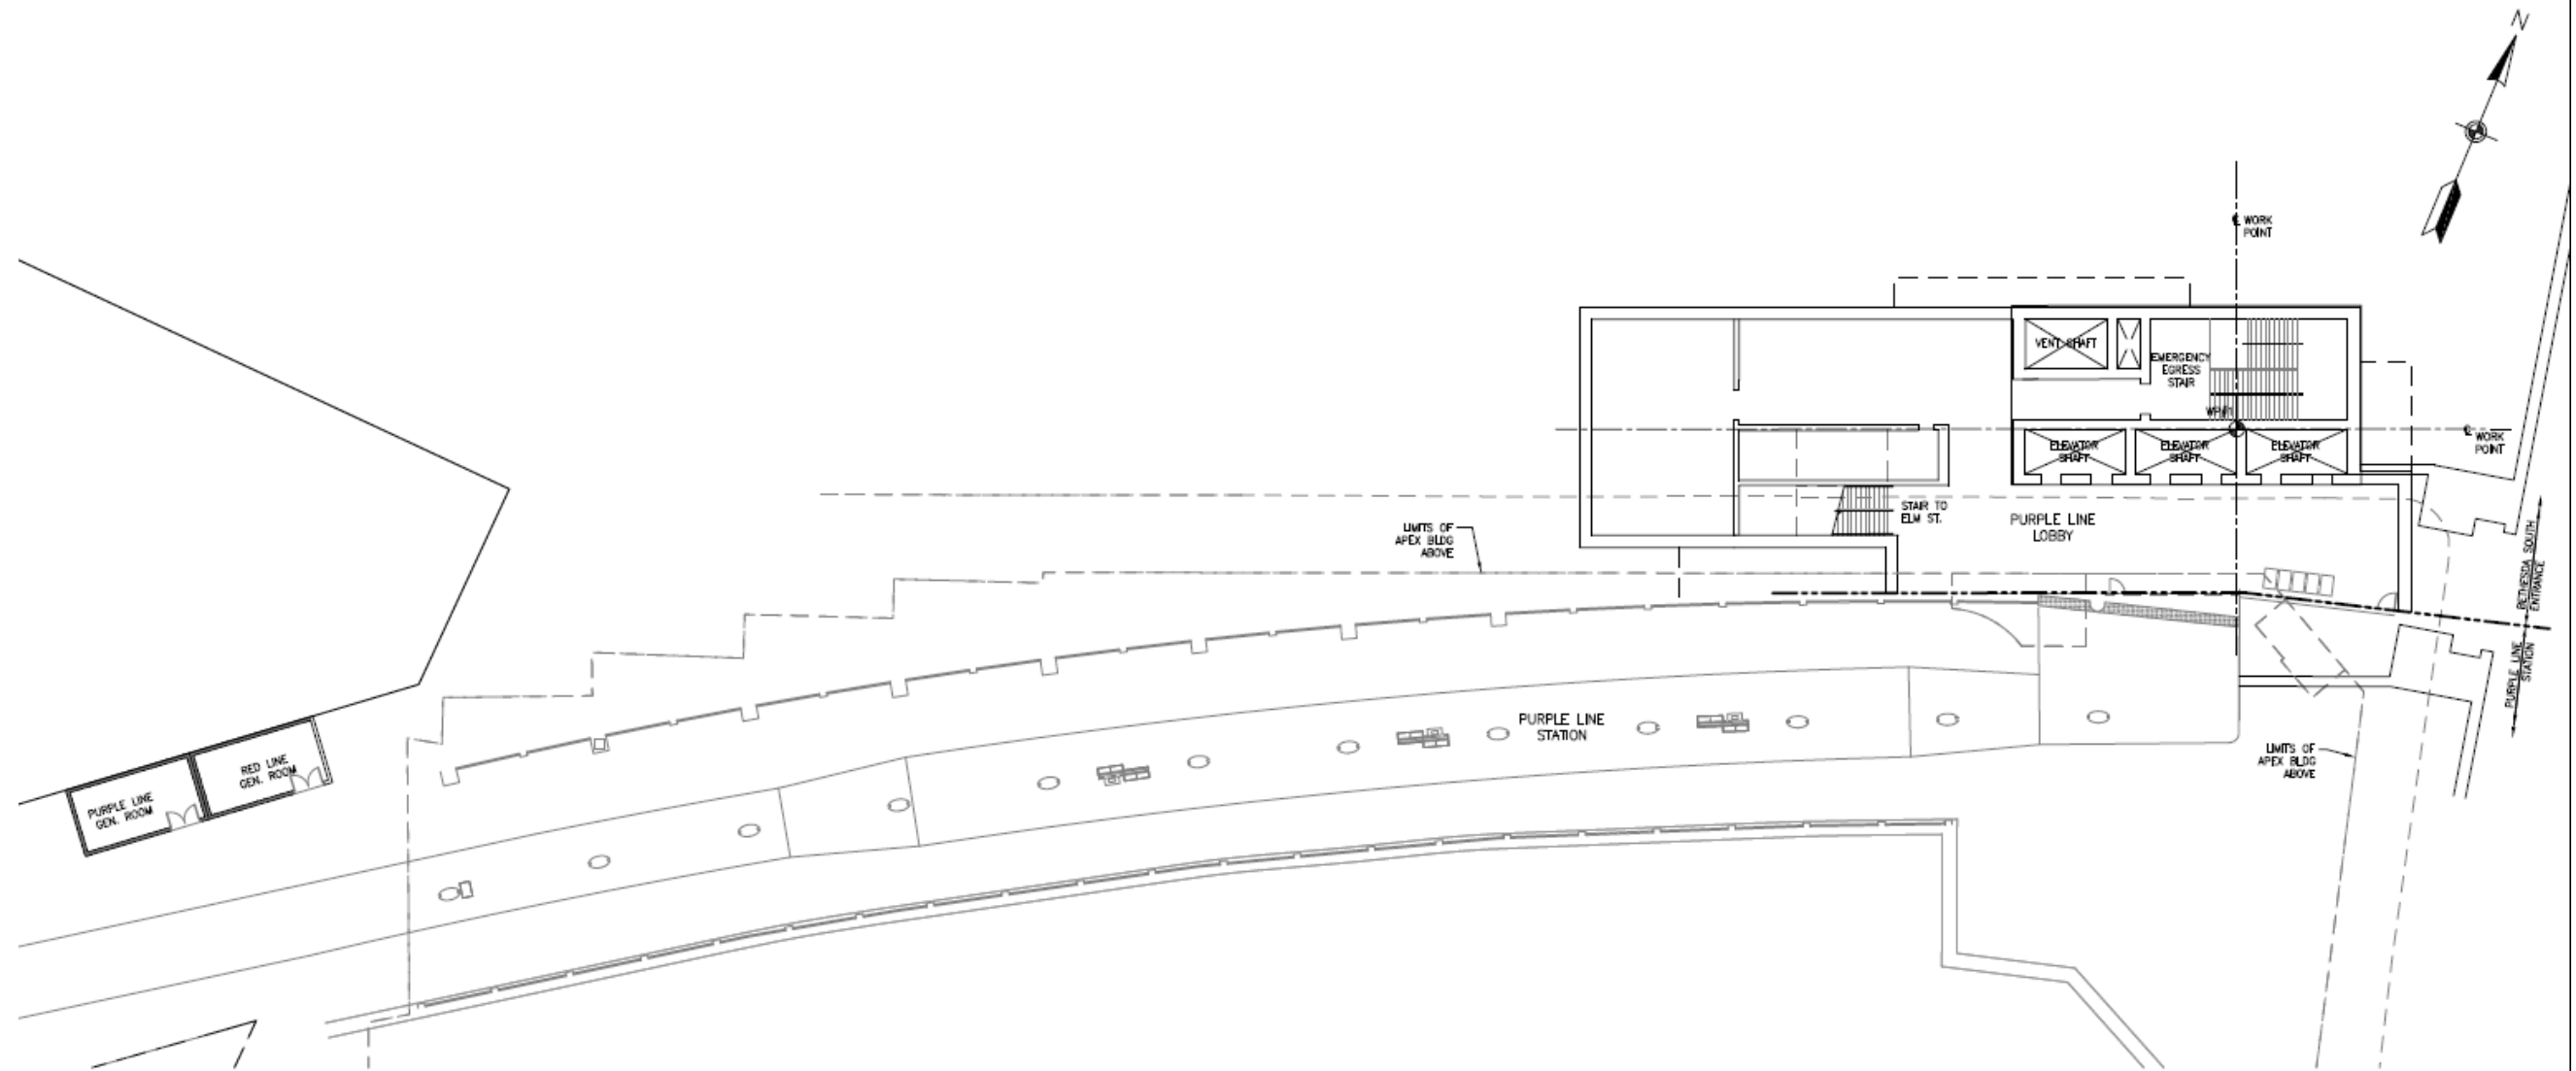 N
℄ WORK
POINT
VENT SHAFT
EMERGENCY
EGRESS
STAIR
WP#1
℄ WORK
POINT
ELEVATOR
SHAFT
ELEVATOR
SHAFT
ELEVATOR
SHAFT
STAIR TO
ELM ST.
PURPLE LINE
LOBBY
LIMITS OF
APEX BLDG
ABOVE
BETHESDA SOUTH
ENTRANCE
PURPLE LINE
STATION
PURPLE LINE
STATION
LIMITS OF
APEX BLDG
ABOVE
RED LINE
GEN. ROOM
PURPLE LINE
GEN. ROOM